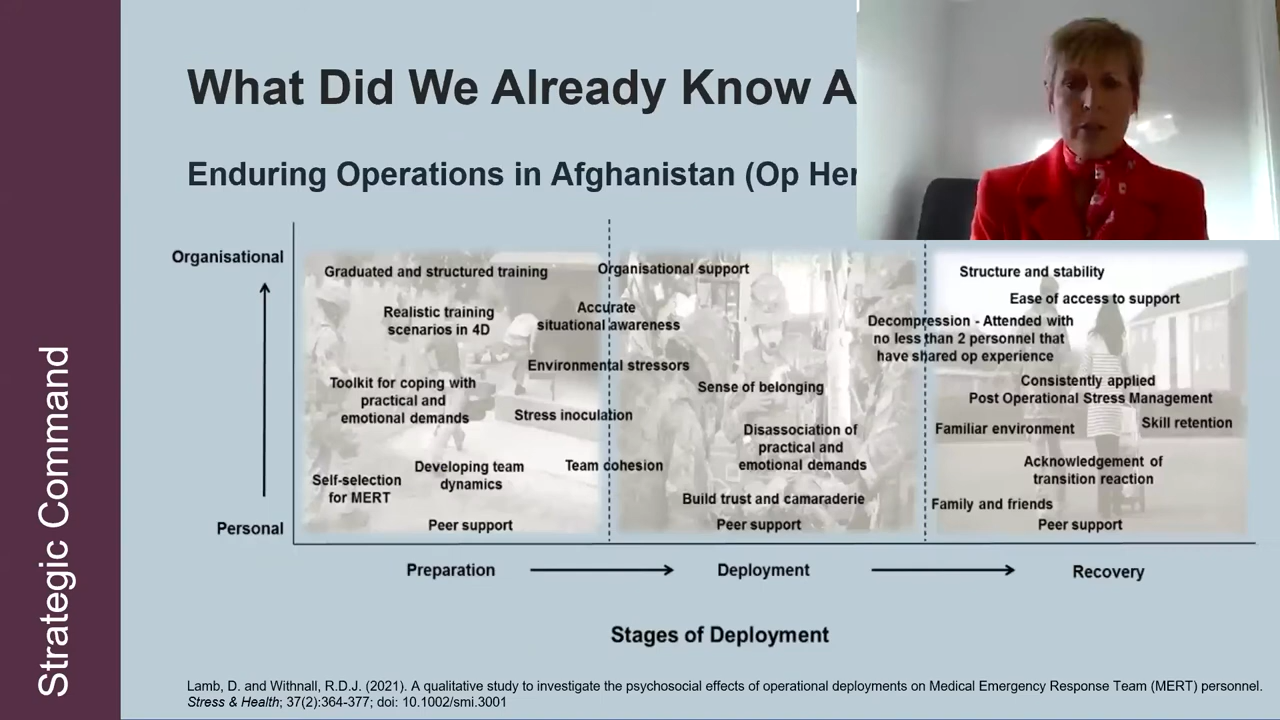 What Did We Already Know A
Enduring Operations in Afghanistan (Op Her
Organisational
Personal
Graduated and structured training
Realistic training
scenarios in 4D
Toolkit for coping with
practical and
emotional demands
Self-selection
for MERT
Developing team
dynamics
Peer support
Organisational support
Accurate
situational awareness
Environmental stressors
Stress inoculation
Team cohesion
Sense of belonging
Disassociation of
practical and
emotional demands
Build trust and camaraderie
Peer support
Structure and stability
Ease of access to support
Decompression - Attended with
no less than 2 personnel that
have shared op experience
Consistently applied
Post Operational Stress Management
Familiar environment
Skill retention
Acknowledgement of
transition reaction
Family and friends
Peer support
Preparation
Deployment
Recovery
Stages of Deployment
Strategic Command
Lamb, D. and Withnall, R.D.J. (2021). A qualitative study to investigate the psychosocial effects of operational deployments on Medical Emergency Response Team (MERT) personnel.
Stress & Health; 37(2):364-377; doi: 10.1002/smi.3001